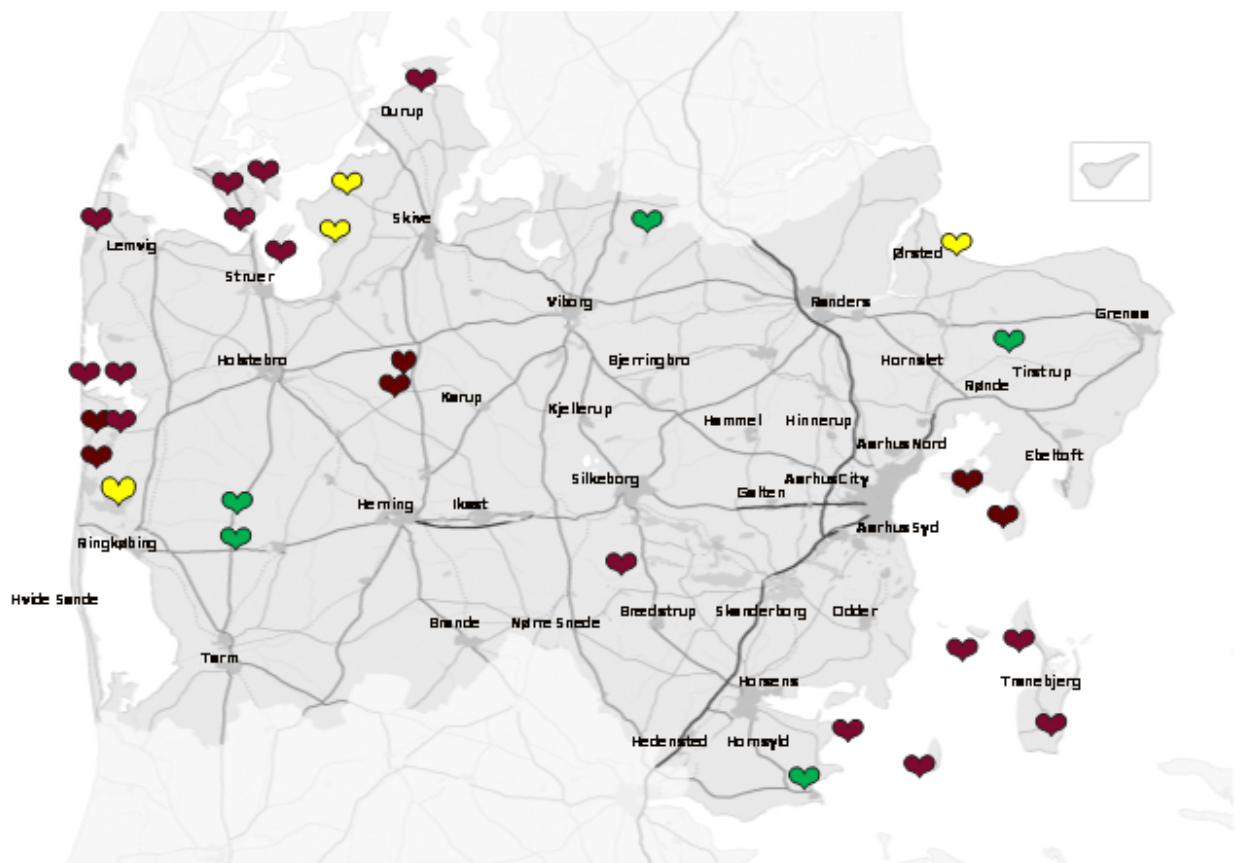 Durup
Skive
Lemvig
Ørsted
Struer
Viborg
Randers
Grenaa
Holstebro
Bjerringbro
Hornslet
Tirstrup
Rønde
Karup
Kjellerup
Hammel
Hinnerup
Aarhus Nord
Ebeltoft
Silkeborg
Aarhus City
Galten
Herning
Ikast
Aarhus Syd
Ringkøbing
Hvide Sande
Brædstrup
Skanderborg
Odder
Brande
Nørre Snede
Tarm
Horsens
Tranebjerg
Hedensted
Hornsyld